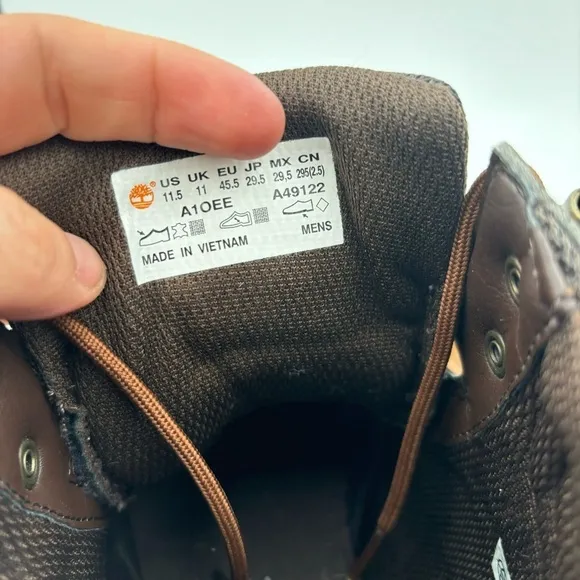 US UK EU JP MX CN
11.5 11 45.5 29.5 29.5 295(2.5)
A1OEE A49122
MADE IN VIETNAM MENS